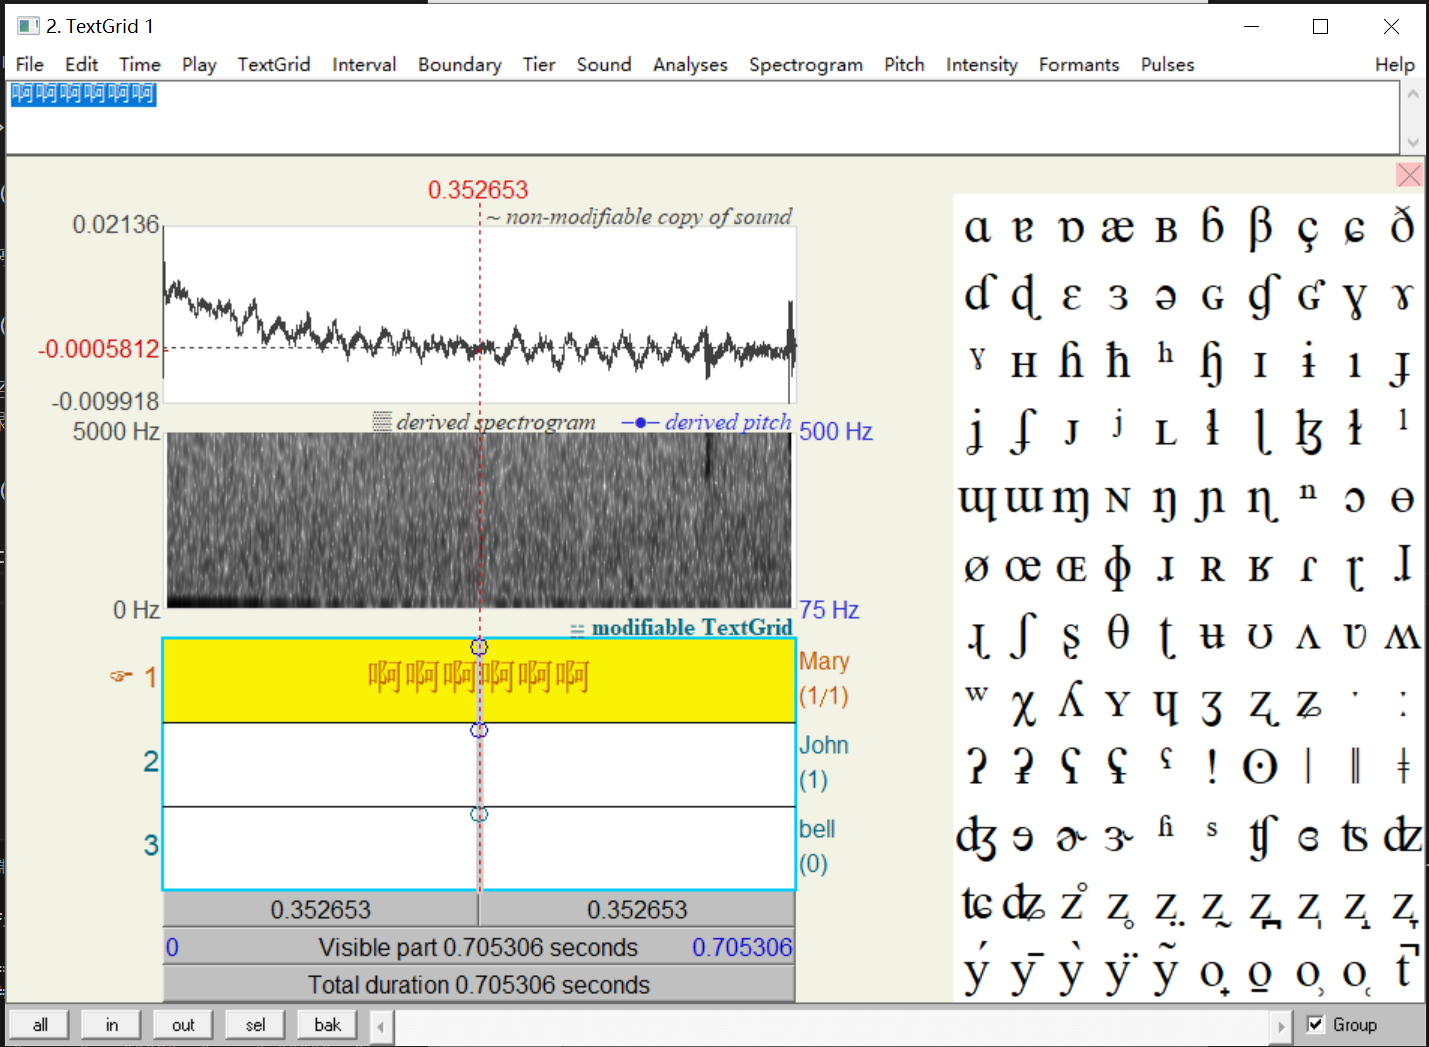 2. TextGrid 1
File Edit Time Play TextGrid Interval Boundary Tier Sound Analyses Spectrogram Pitch Intensity Formants Pulses Help
啊啊啊啊啊啊
0.352653
~ non-modifiable copy of sound
0.02136
-0.0005812
-0.009918
derived spectrogram derived pitch
5000 Hz 500 Hz
0 Hz 75 Hz
modifiable TextGrid
☞ 1 啊啊啊啊啊啊 Mary
(1/1)
2 John
(1)
3 bell
(0)
0.352653 0.352653
0 Visible part 0.705306 seconds 0.705306
Total duration 0.705306 seconds
ɑ ɐ ɒ æ ʙ ɓ β ç ɕ ð
ɗ ɖ ɛ ɜ ə ɢ ɠ ʛ ɣ ɤ
ˠ ʜ ɦ ħ ʰ ɧ ɪ ɨ ı ɟ
ʝ ʄ ᴊ ʲ ʟ ɬ ɭ ɮ ɫ ˡ
ɰ ɯ ɱ ɴ ŋ ɲ ɳ ⁿ ɔ ɵ
ø œ ɶ ɸ ɹ ʀ ʁ ɾ ɽ ɺ
ɻ ʃ ʂ θ ʈ ʉ ʊ ʌ ʋ ʍ
ʷ χ ʎ ʏ ɥ ʒ ʐ ʑ ˑ ː
ʔ ʡ ʕ ʢ ˤ ! ʘ ǀ ǁ ǂ
ʤ ɘ ɚ ɝ ʱ ˢ ʧ ɞ ʦ ʣ
ʨ ʥ z̊ z̥ z̤ z̰ z̪ z̩ z̺ z̞
ý ȳ ỳ ÿ ỹ o̟ o̠ o̹ o̜ t̚
all in out sel bak Group